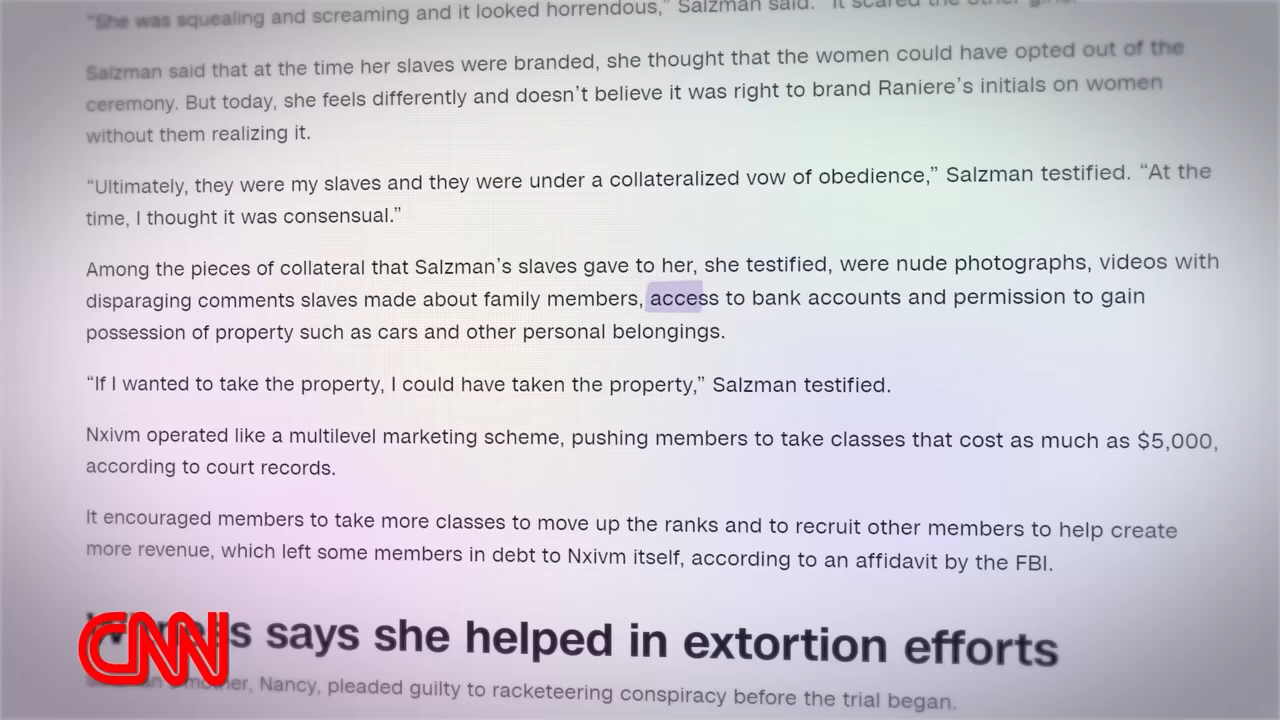 "She was squealing and screaming and it looked horrendous," Salzman said. "It scared the other girls."
Salzman said that at the time her slaves were branded, she thought that the women could have opted out of the
ceremony. But today, she feels differently and doesn’t believe it was right to brand Raniere’s initials on women
without them realizing it.
“Ultimately, they were my slaves and they were under a collateralized vow of obedience,” Salzman testified. “At the
time, I thought it was consensual.”
Among the pieces of collateral that Salzman’s slaves gave to her, she testified, were nude photographs, videos with
disparaging comments slaves made about family members, access to bank accounts and permission to gain
possession of property such as cars and other personal belongings.
“If I wanted to take the property, I could have taken the property,” Salzman testified.
Nxivm operated like a multilevel marketing scheme, pushing members to take classes that cost as much as $5,000,
according to court records.
It encouraged members to take more classes to move up the ranks and to recruit other members to help create
more revenue, which left some members in debt to Nxivm itself, according to an affidavit by the FBI.
says she helped in extortion efforts
CNN
Nancy, pleaded guilty to racketeering conspiracy before the trial began.